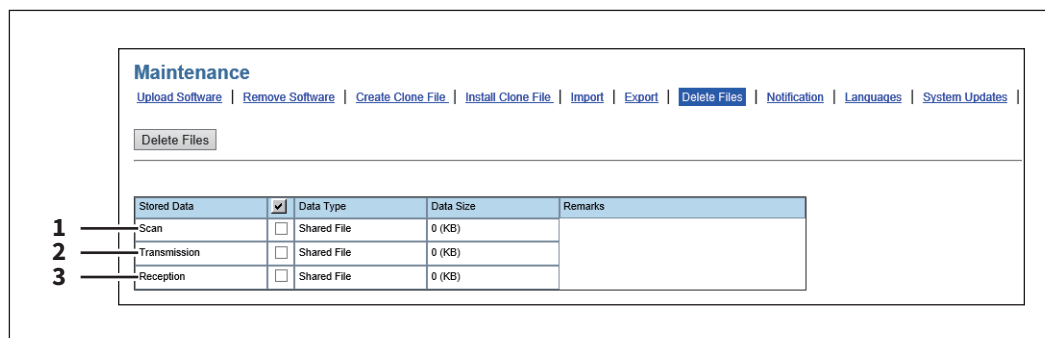 Maintenance
Upload Software | Remove Software | Create Clone File | Install Clone File | Import | Export | Delete Files | Notification | Languages | System Updates |
Delete Files
Stored Data Data Type Data Size Remarks
1 Scan Shared File 0 (KB)
2 Transmission Shared File 0 (KB)
3 Reception Shared File 0 (KB)